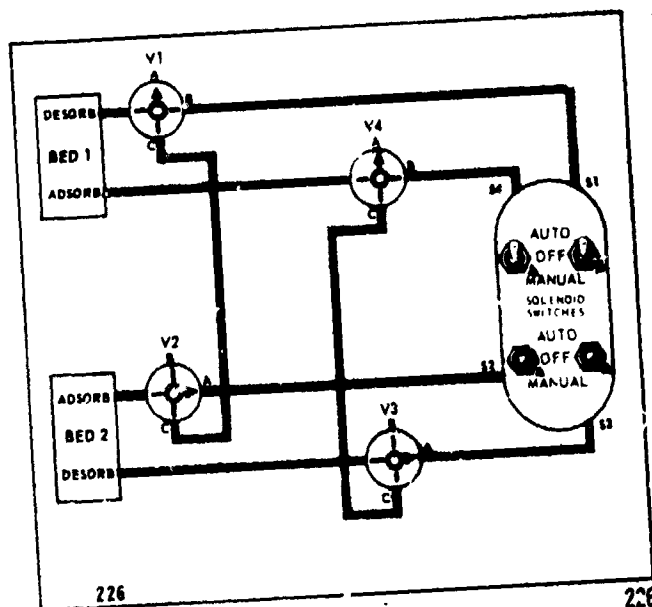 V1
A
B
DESORB
BED 1
C
ADSORB
V4
A
B
C
S4
S1
AUTO
OFF
MANUAL
SOLENOID
SWITCHES
AUTO
OFF
MANUAL
S2
S3
V2
A
ADSORB
C
BED 2
DESORB
V3
A
C
226
226